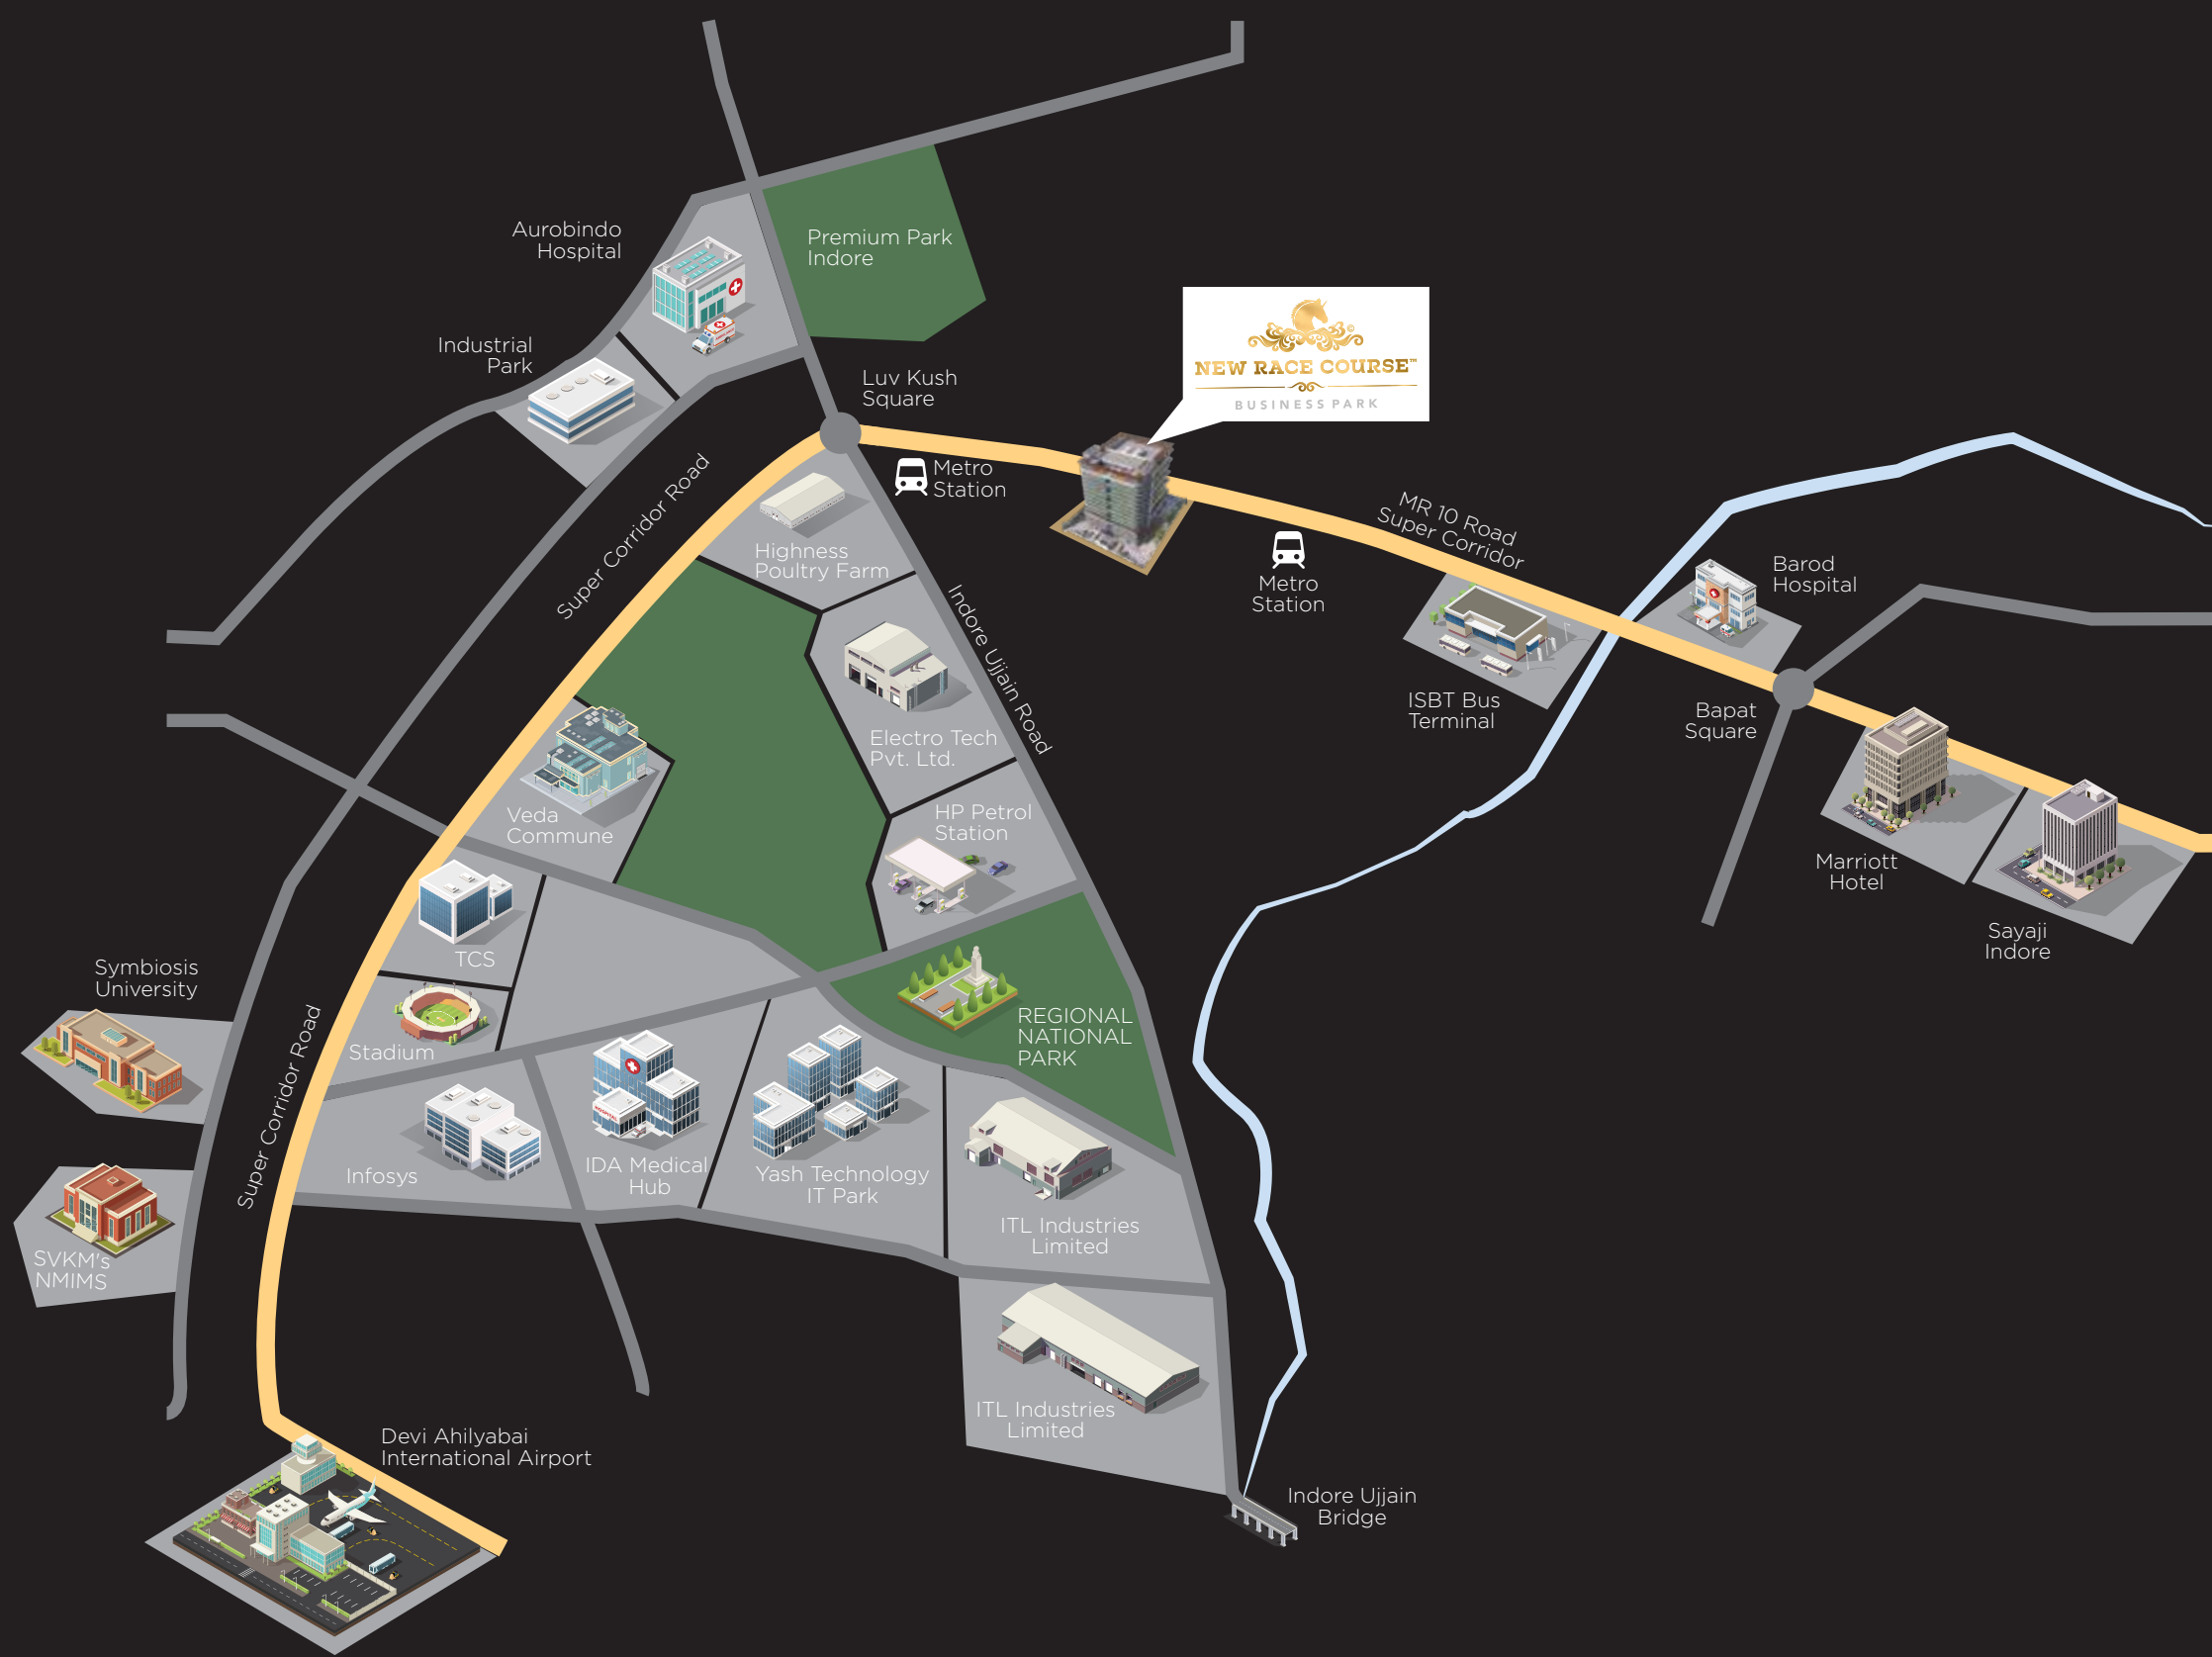 Aurobindo
Hospital
Premium Park
Indore
Industrial
Park
Luv Kush
Square
NEW RACE COURSE™
BUSINESS PARK
©
Metro
Station
Super Corridor Road
MR 10 Road
Super Corridor
Highness
Poultry Farm
Metro
Station
Barod
Hospital
Indore Ujjain Road
ISBT Bus
Terminal
Bapat
Square
Electro Tech
Pvt. Ltd.
Veda
Commune
HP Petrol
Station
Marriott
Hotel
Sayaji
Indore
TCS
Symbiosis
University
Stadium
REGIONAL
NATIONAL
PARK
Super Corridor Road
Infosys
HOSPITAL
IDA Medical
Hub
Yash Technology
IT Park
ITL Industries
Limited
SVKM's
NMIMS
ITL Industries
Limited
Devi Ahilyabai
International Airport
Indore Ujjain
Bridge